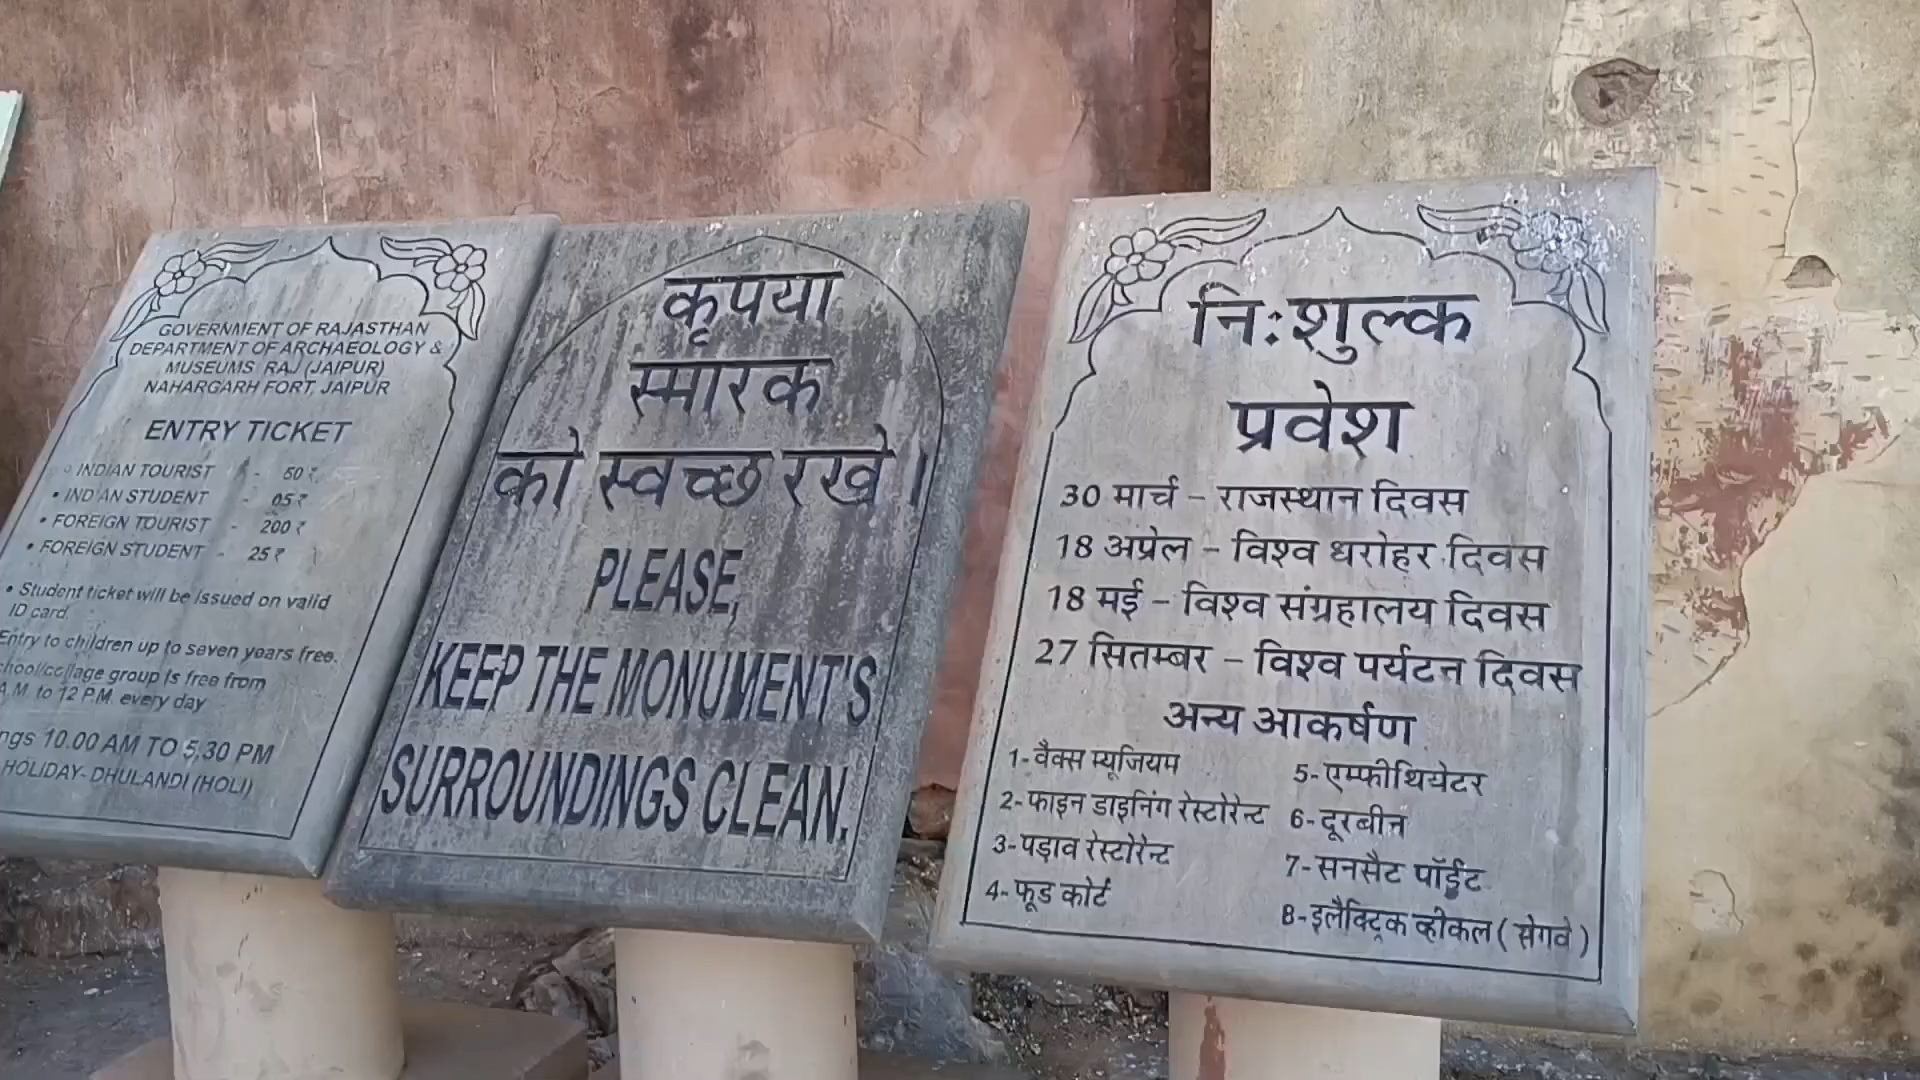 GOVERNMENT OF RAJASTHAN
DEPARTMENT OF ARCHAEOLOGY &
MUSEUMS RAJ (JAIPUR)
NAHARGARH FORT, JAIPUR
ENTRY TICKET
INDIAN TOURIST - 50 ₹
• INDIAN STUDENT - 05 ₹
• FOREIGN TOURIST - 200 ₹
• FOREIGN STUDENT - 25 ₹
• Student ticket will be issued on valid
ID card.
Entry to children up to seven years free.
group is free from
A.M. to 12 P.M. every day
10.00 AM TO 5.30 PM
HOLIDAY- DHULANDI (HOLI)
कृपया
स्मारक
को स्वच्छ रखे।
PLEASE,
KEEP THE MONUMENT'S
SURROUNDINGS CLEAN.
नि:शुल्क
प्रवेश
30 मार्च – राजस्थान दिवस
18 अप्रेल – विश्व धरोहर दिवस
18 मई – विश्व संग्रहालय दिवस
27 सितम्बर – विश्व पर्यटन दिवस
अन्य आकर्षण
1-वैक्स म्यूजियम
2-फाइन डाइनिंग रेस्टोरेन्ट
3-पड़ाव रेस्टोरेन्ट
4-फूड कोर्ट
5-एम्फीथियेटर
6-दूरबीन
7-सनसैट पॉईंट
8-इलैक्ट्रिक व्हीकल ( सेगवे )